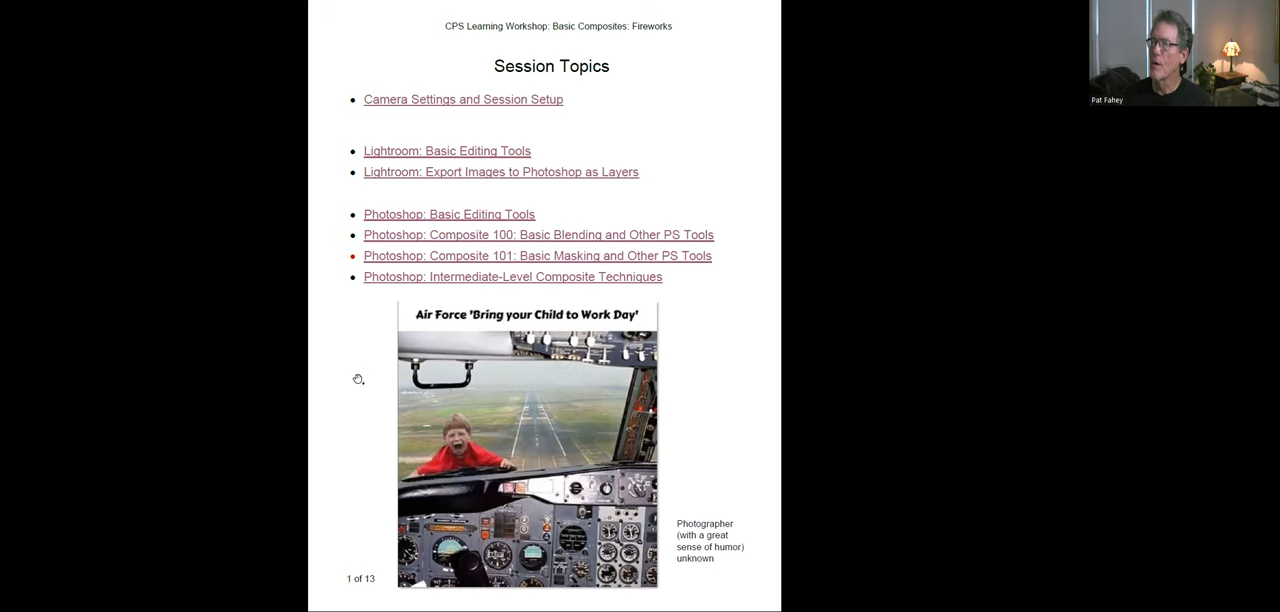 CPS Learning Workshop: Basic Composites: Fireworks
Session Topics
Camera Settings and Session Setup
Lightroom: Basic Editing Tools
Lightroom: Export Images to Photoshop as Layers
Photoshop: Basic Editing Tools
Photoshop: Composite 100: Basic Blending and Other PS Tools
Photoshop: Composite 101: Basic Masking and Other PS Tools
Photoshop: Intermediate-Level Composite Techniques
Air Force 'Bring your Child to Work Day'
Photographer
(with a great
sense of humor)
unknown
1 of 13
Pat Fahey